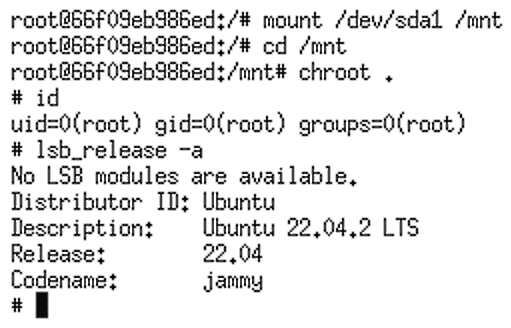 root@66f09eb986ed:/# mount /dev/sda1 /mnt
root@66f09eb986ed:/# cd /mnt
root@66f09eb986ed:/mnt# chroot .
# id
uid=0(root) gid=0(root) groups=0(root)
# lsb_release -a
No LSB modules are available.
Distributor ID: Ubuntu
Description:    Ubuntu 22.04.2 LTS
Release:        22.04
Codename:       jammy
#